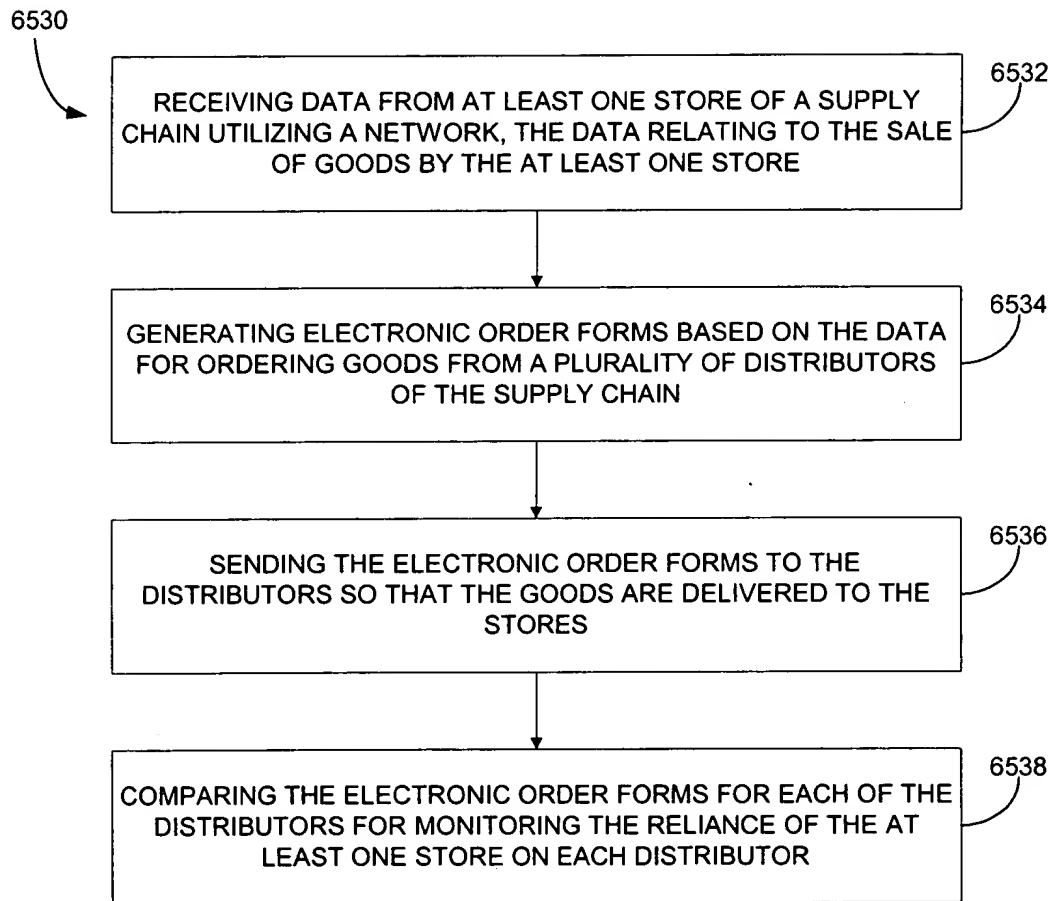 6530
6532
RECEIVING DATA FROM AT LEAST ONE STORE OF A SUPPLY
CHAIN UTILIZING A NETWORK, THE DATA RELATING TO THE SALE
OF GOODS BY THE AT LEAST ONE STORE
6534
GENERATING ELECTRONIC ORDER FORMS BASED ON THE DATA
FOR ORDERING GOODS FROM A PLURALITY OF DISTRIBUTORS
OF THE SUPPLY CHAIN
6536
SENDING THE ELECTRONIC ORDER FORMS TO THE
DISTRIBUTORS SO THAT THE GOODS ARE DELIVERED TO THE
STORES
6538
COMPARING THE ELECTRONIC ORDER FORMS FOR EACH OF THE
DISTRIBUTORS FOR MONITORING THE RELIANCE OF THE AT
LEAST ONE STORE ON EACH DISTRIBUTOR